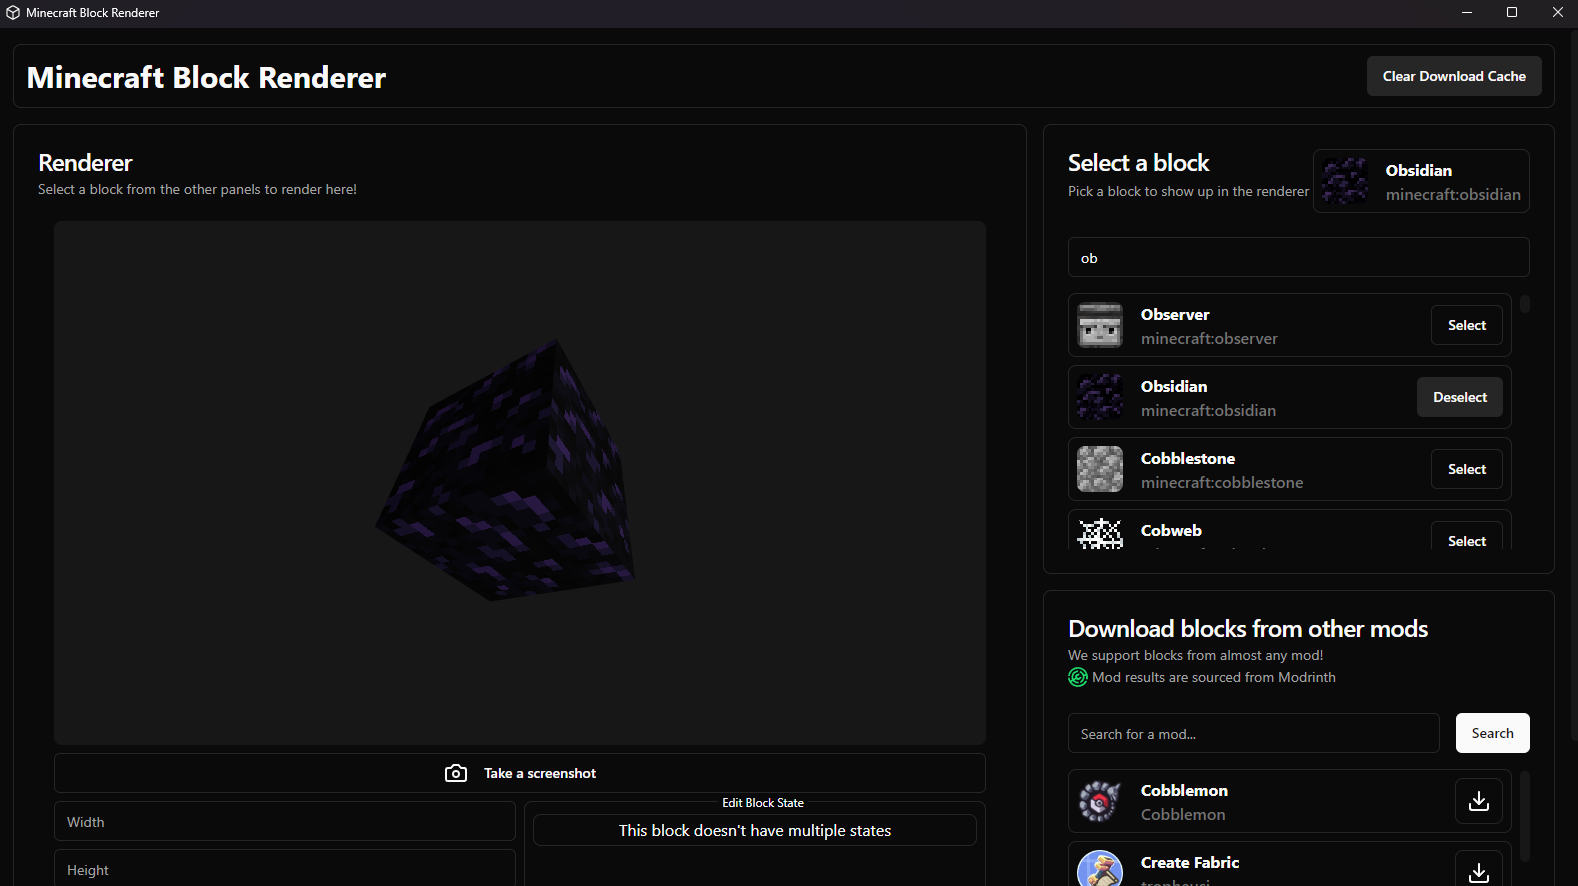 Minecraft Block Renderer
Minecraft Block Renderer
Clear Download Cache
Renderer
Select a block from the other panels to render here!
Take a screenshot
Width
Height
Edit Block State
This block doesn't have multiple states
Select a block
Pick a block to show up in the renderer
Obsidian
minecraft:obsidian
ob
Observer
minecraft:observer
Select
Obsidian
minecraft:obsidian
Deselect
Cobblestone
minecraft:cobblestone
Select
Cobweb
Select
Download blocks from other mods
We support blocks from almost any mod!
Mod results are sourced from Modrinth
Search for a mod...
Search
Cobblemon
Cobblemon
Create Fabric